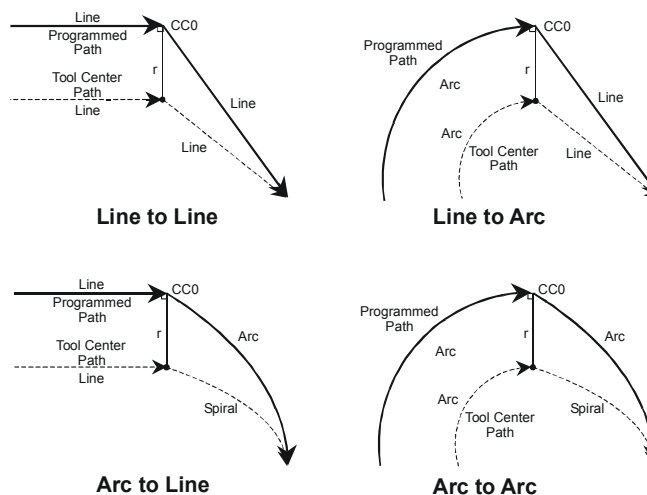 Line
CC0
Programmed
Path
r
Tool Center
Path
Line
Line
Line
Line to Line
CC0
Programmed
Path
r
Arc
Arc
Line
Tool Center
Path
Line
Line to Arc
Line
CC0
Programmed
Path
r
Arc
Tool Center
Path
Line
Spiral
Arc to Line
CC0
Programmed
Path
r
Arc
Arc
Arc
Tool Center
Path
Spiral
Arc to Arc